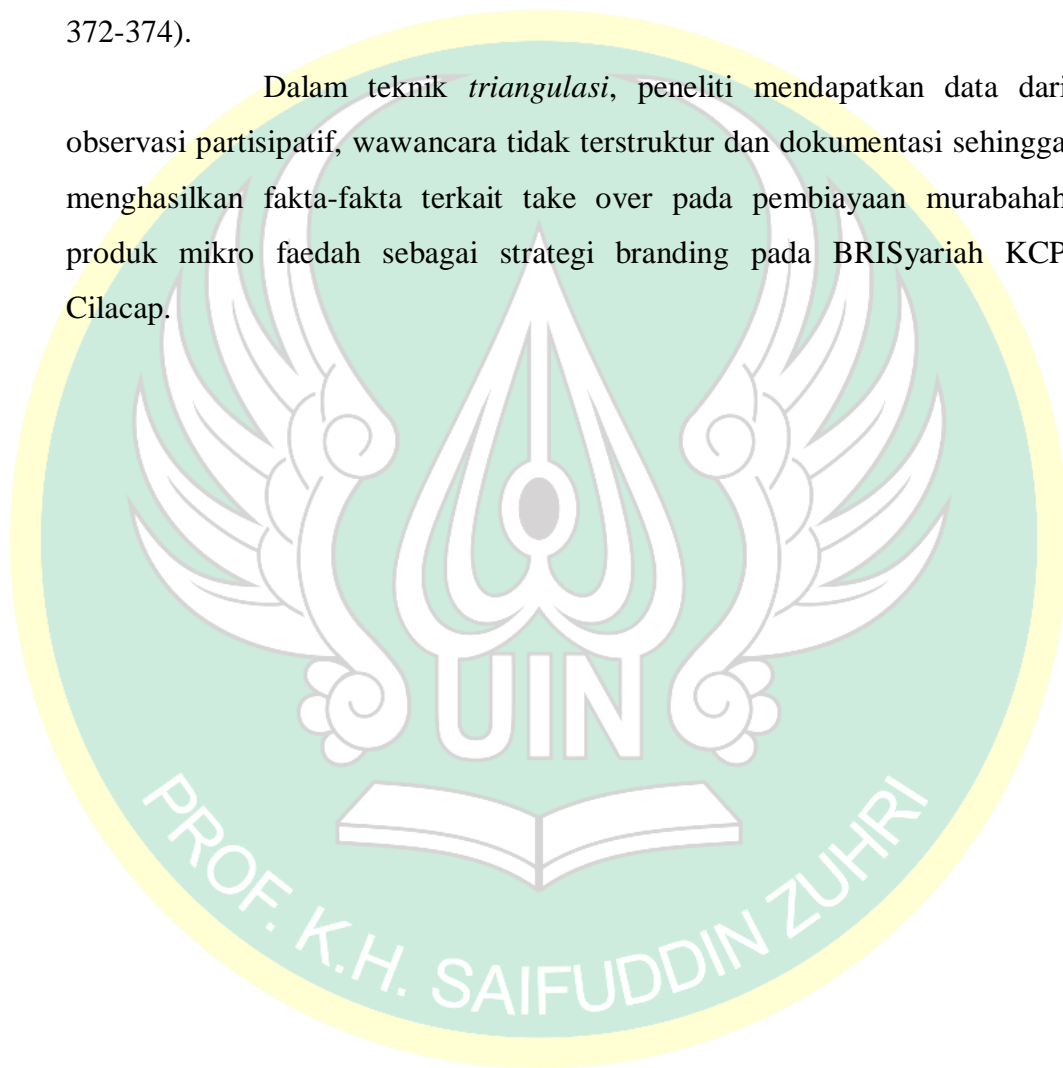 372-374).
Dalam teknik triangulasi, peneliti mendapatkan data dari
observasi partisipatif, wawancara tidak terstruktur dan dokumentasi sehingga
menghasilkan fakta-fakta terkait take over pada pembiayaan murabahah
produk mikro faedah sebagai strategi branding pada BRISyariah KCP
Cilacap.
UIN
PROF. K.H. SAIFUDDIN ZUHRI